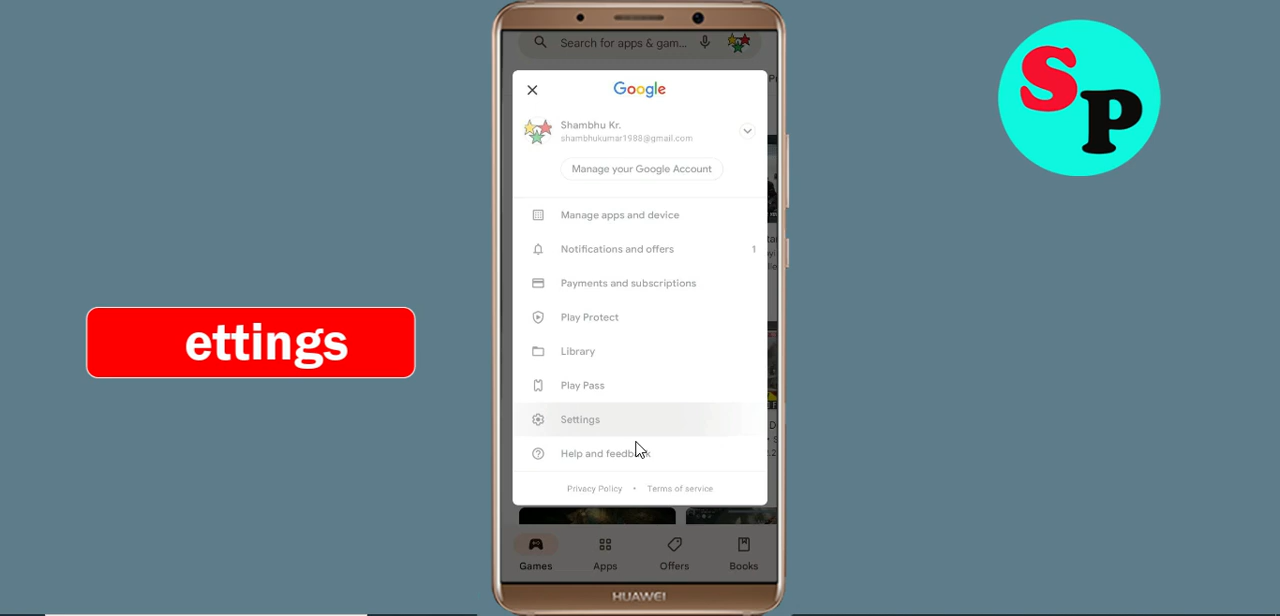 Search for apps & gam...
Google
Shambhu Kr.
shambhukumar1988@gmail.com
Manage your Google Account
Manage apps and device
Notifications and offers 1
Payments and subscriptions
Play Protect
Library
Play Pass
Settings
Help and feedback
Privacy Policy • Terms of service
Games Apps Offers Books
HUAWEI
ettings
SP